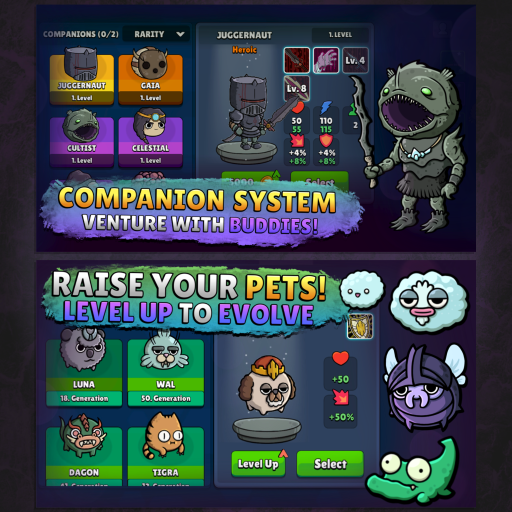 COMPANIONS (0/2)
RARITY
JUGGERNAUT
1. LEVEL
Heroic
Lv. 4
Lv. 8
JUGGERNAUT
1. Level
GAIA
1. Level
50
55
110
115
2
CULTIST
1. Level
CELESTIAL
1. Level
+4%
+8%
+4%
+8%
Select
COMPANION SYSTEM
VENTURE WITH BUDDIES!
RAISE YOUR PETS!
LEVEL UP TO EVOLVE
LUNA
18. Generation
WAL
50. Generation
+50
+50%
DAGON
TIGRA
Level Up
Select